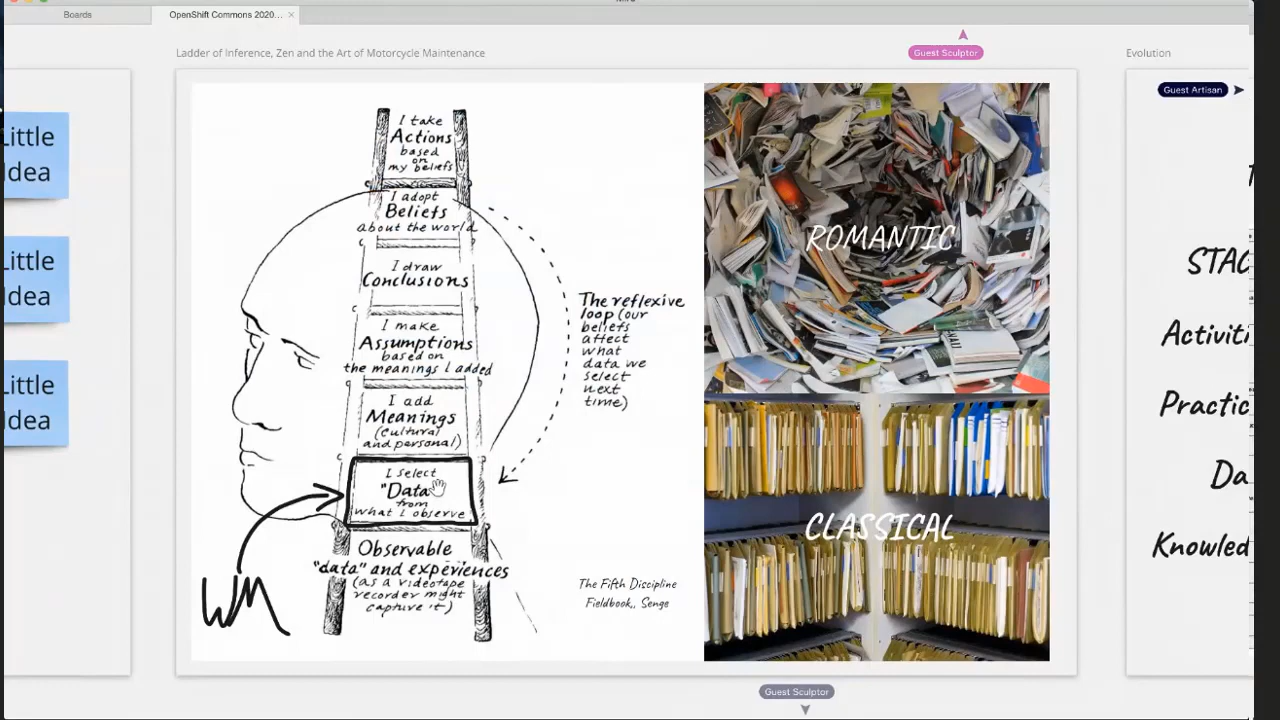 Boards
OpenShift Commons 2020...
Ladder of Inference, Zen and the Art of Motorcycle Maintenance
Guest Sculptor
Evolution
Guest Artisan
Little
Idea
Little
Idea
Little
Idea
I take
Actions
based
on
my beliefs
I adopt
Beliefs
about the world
I draw
Conclusions
I make
Assumptions
based on
the meanings I added
I add
Meanings
(cultural
and personal)
I select
"Data"
from
what I observe
Observable
"data" and experiences
(as a videotape
recorder might
capture it)
The reflexive
loop (our
beliefs
affect
what
data we
select
next
time)
WM
The Fifth Discipline
Fieldbook,, Senge
ROMANTIC
CLASSICAL
STAG
Activiti
Practic
Da
Knowled
Guest Sculptor